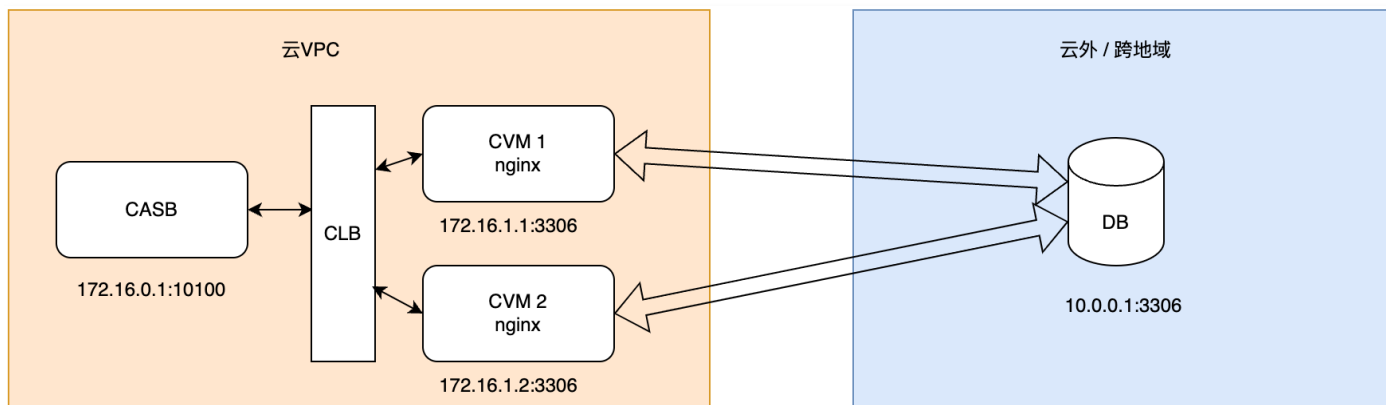 云VPC
云外 / 跨地域
CASB
172.16.0.1:10100
CLB
CVM 1
nginx
172.16.1.1:3306
CVM 2
nginx
172.16.1.2:3306
DB
10.0.0.1:3306